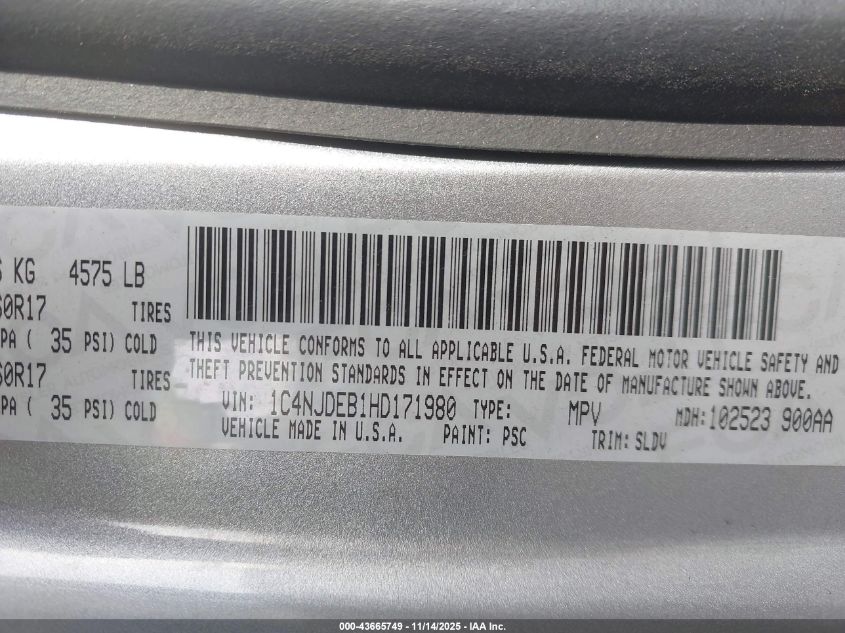 KG 4575 LB
60R17 TIRES
PA ( 35 PSI) COLD
60R17 TIRES
PA ( 35 PSI) COLD
THIS VEHICLE CONFORMS TO ALL APPLICABLE U.S.A. FEDERAL MOTOR VEHICLE SAFETY AND
THEFT PREVENTION STANDARDS IN EFFECT ON THE DATE OF MANUFACTURE SHOWN ABOVE.
VIN: 1C4NJDEB1HD171980 TYPE: MPV MDH:102523 900AA
VEHICLE MADE IN U.S.A. PAINT: PSC TRIM: SLDV
000-43665749 - 11/14/2025 - IAA Inc.